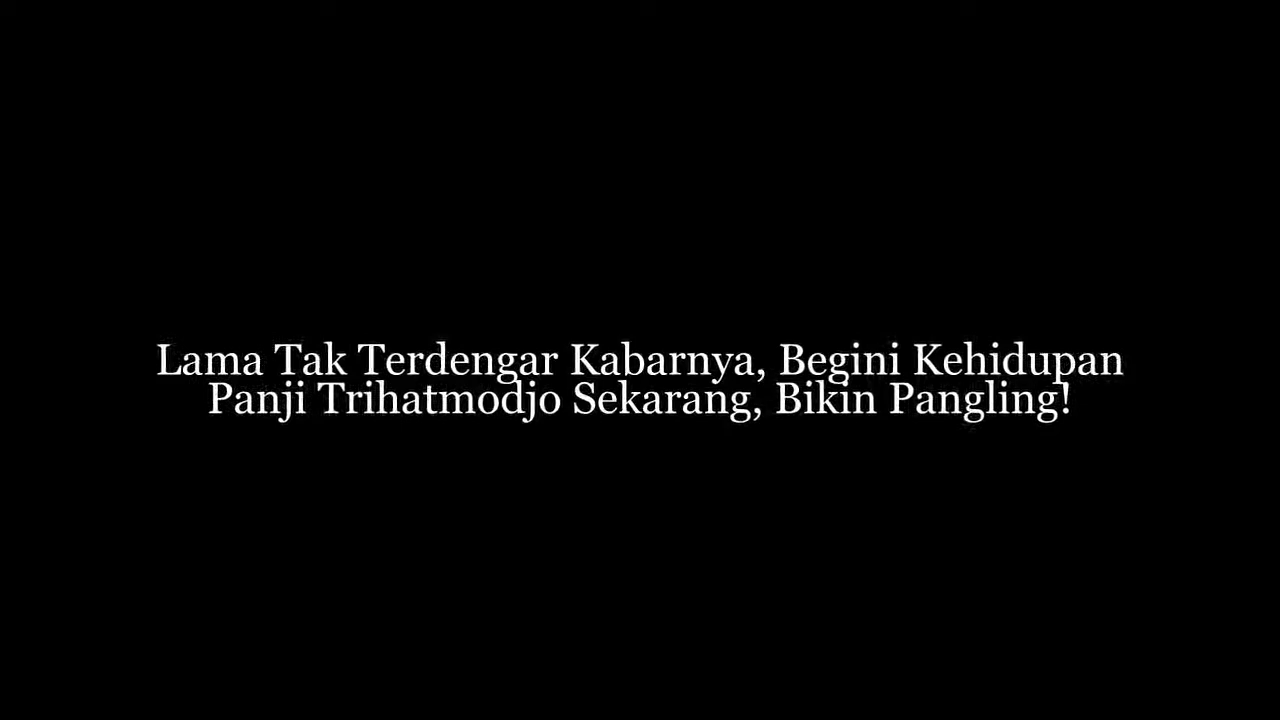 Lama Tak Terdengar Kabarnya, Begini Kehidupan
Panji Trihatmodjo Sekarang, Bikin Pangling!